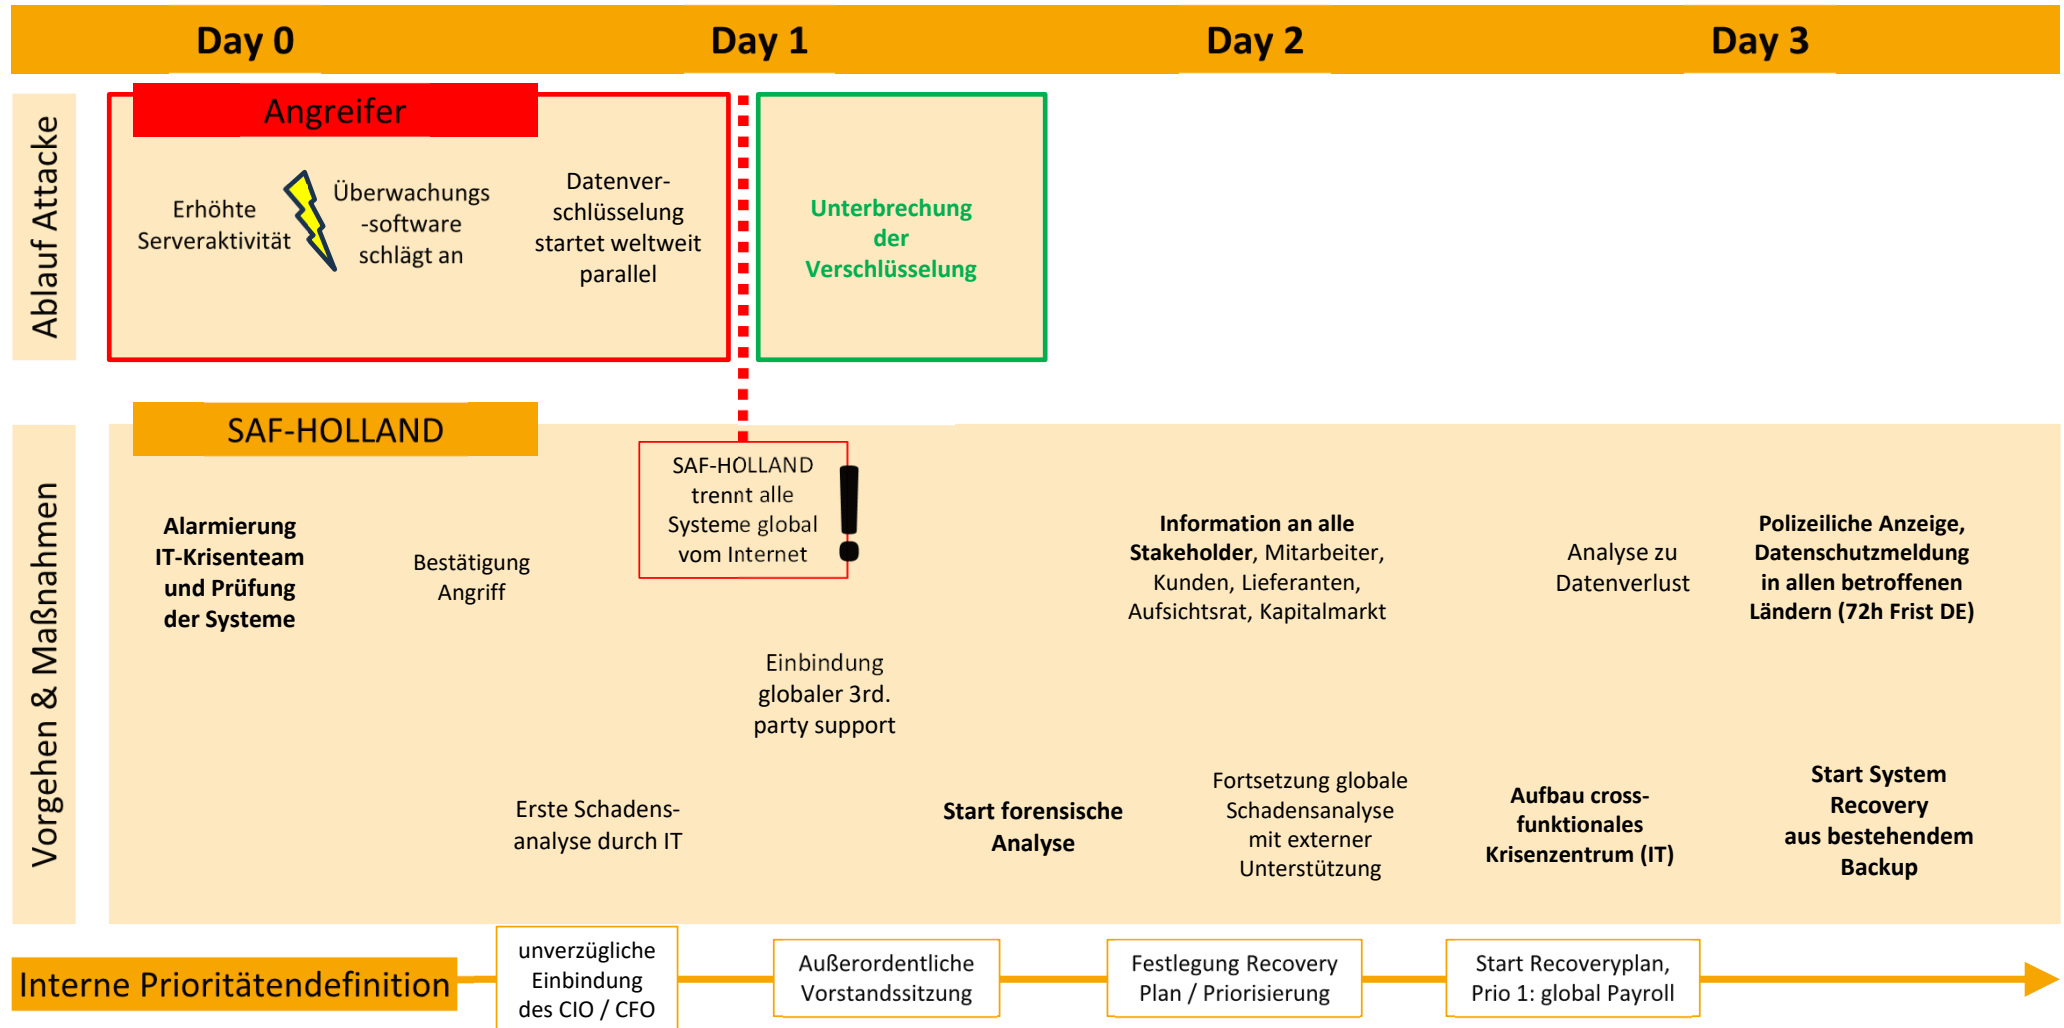 Day 0
Day 1
Day 2
Day 3
Ablauf Attacke
Angreifer
Erhöhte
Serveraktivität
Überwachungs
-software
schlägt an
Datenver-
schlüsselung
startet weltweit
parallel
Unterbrechung
der
Verschlüsselung
Vorgehen & Maßnahmen
SAF-HOLLAND
Alarmierung
IT-Krisenteam
und Prüfung
der Systeme
Bestätigung
Angriff
SAF-HOLLAND
trennt alle
Systeme global
vom Internet
!
Information an alle
Stakeholder, Mitarbeiter,
Kunden, Lieferanten,
Aufsichtsrat, Kapitalmarkt
Analyse zu
Datenverlust
Polizeiliche Anzeige,
Datenschutzmeldung
in allen betroffenen
Ländern (72h Frist DE)
Einbindung
globaler 3rd.
party support
Erste Schadens-
analyse durch IT
Start forensische
Analyse
Fortsetzung globale
Schadensanalyse
mit externer
Unterstützung
Aufbau cross-
funktionales
Krisenzentrum (IT)
Start System
Recovery
aus bestehendem
Backup
Interne Prioritätendefinition
unverzügliche
Einbindung
des CIO / CFO
Außerordentliche
Vorstandssitzung
Festlegung Recovery
Plan / Priorisierung
Start Recoveryplan,
Prio 1: global Payroll